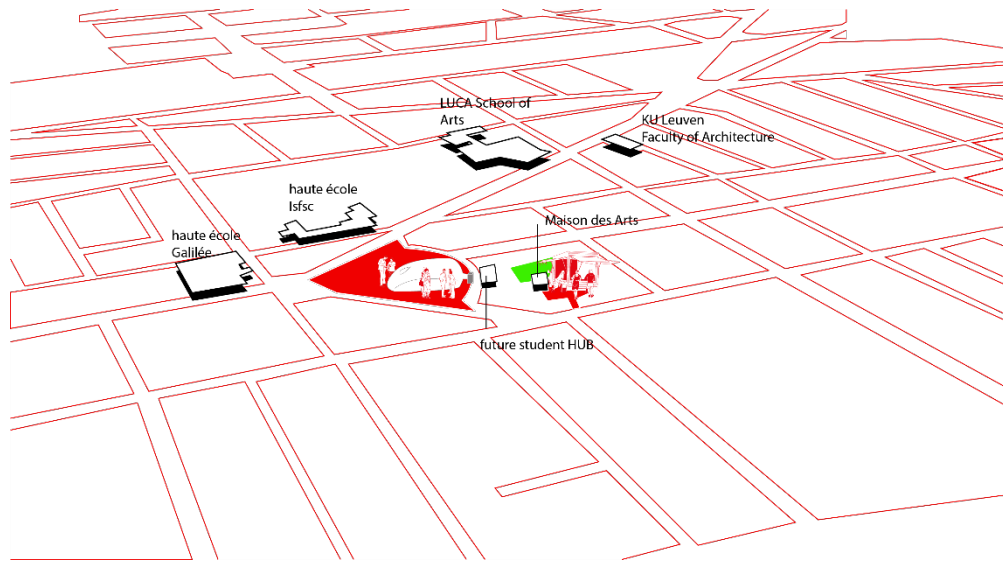 LUCA School of
Arts
KU Leuven
Faculty of Architecture
haute école
Isfsc
Maison des Arts
haute école
Galilée
future student HUB